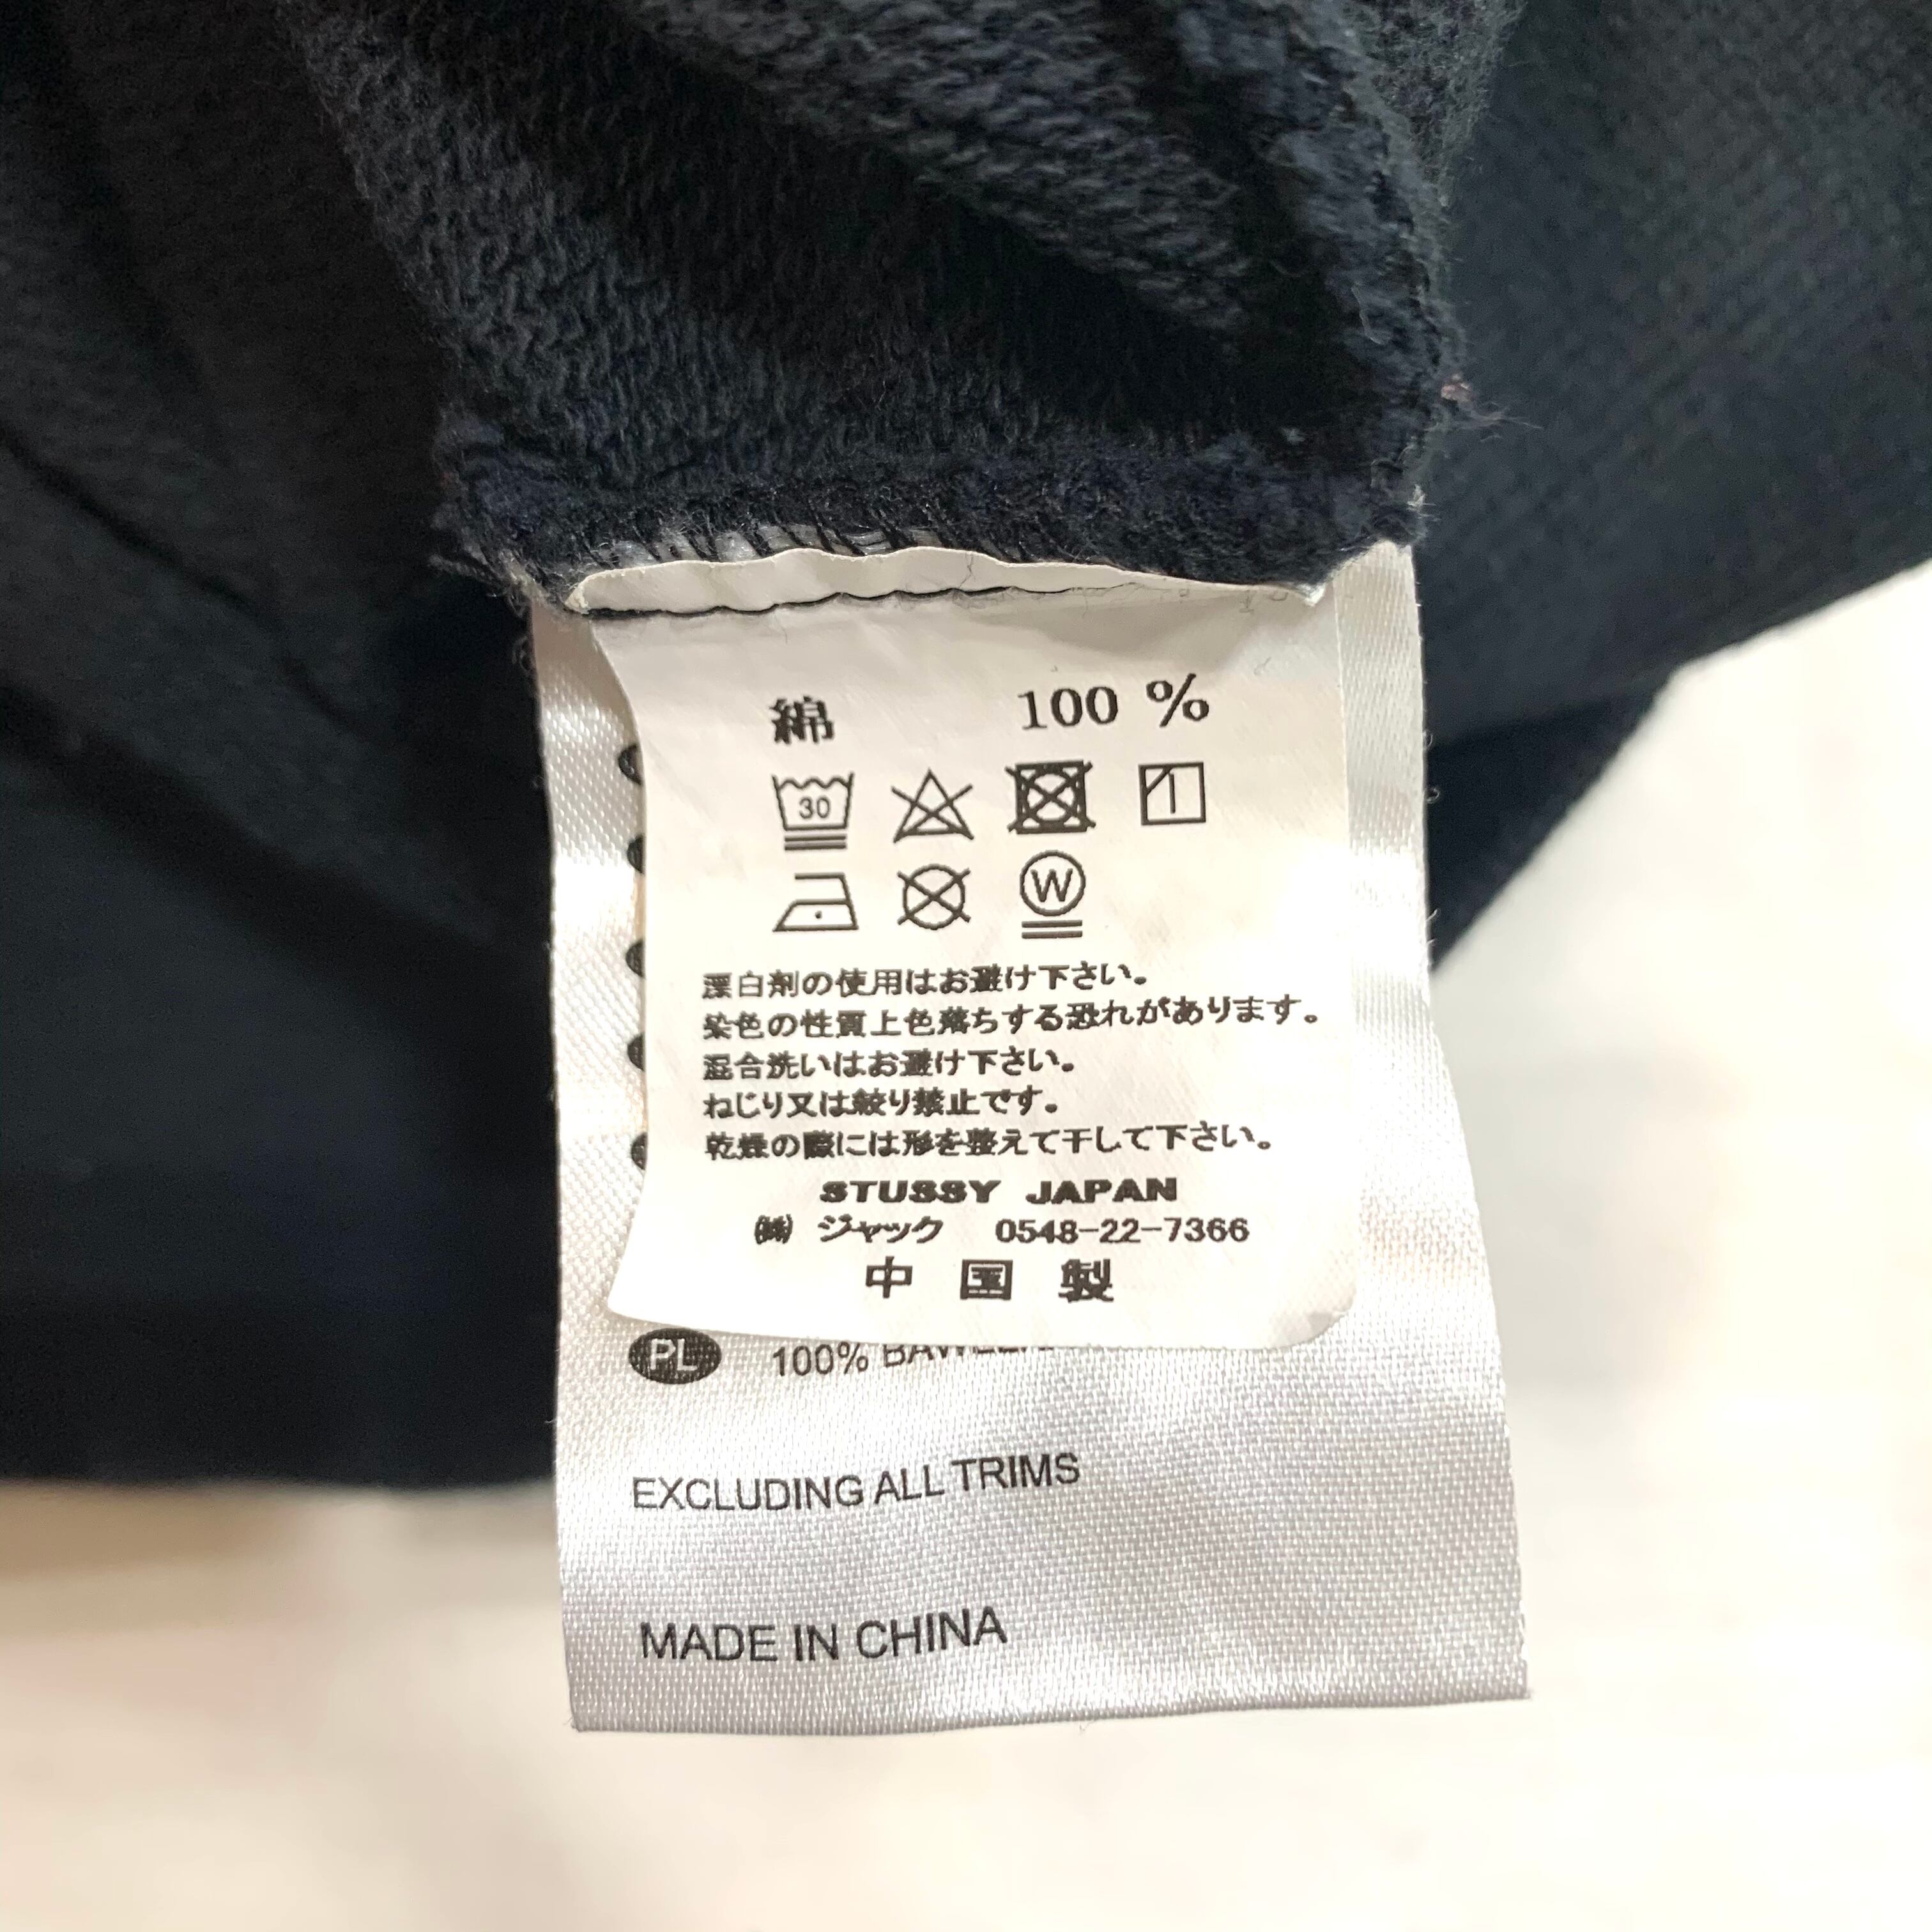 綿 100 %
30
W
漂白剤の使用はお避け下さい。
染色の性質上色落ちする恐れがあります。
混合洗いはお避け下さい。
ねじり又は絞り禁止です。
乾燥の際には形を整えて干して下さい。
STUSSY JAPAN
㈱ ジャック 0548-22-7366
中国製
PL 100%
EXCLUDING ALL TRIMS
MADE IN CHINA